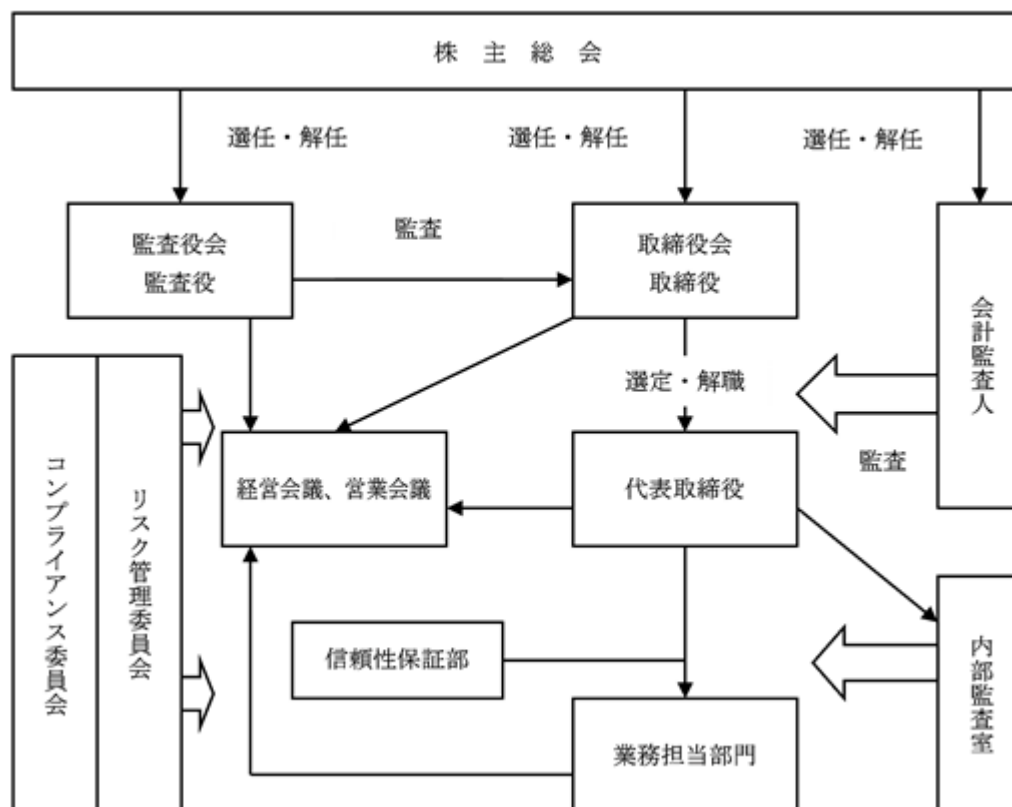 株主総会
選任・解任
選任・解任
選任・解任
監査役会
監査役
監査
取締役会
取締役
会計監査人
選定・解職
監査
コンプライアンス委員会
リスク管理委員会
経営会議、営業会議
代表取締役
信頼性保証部
内部監査室
業務担当部門